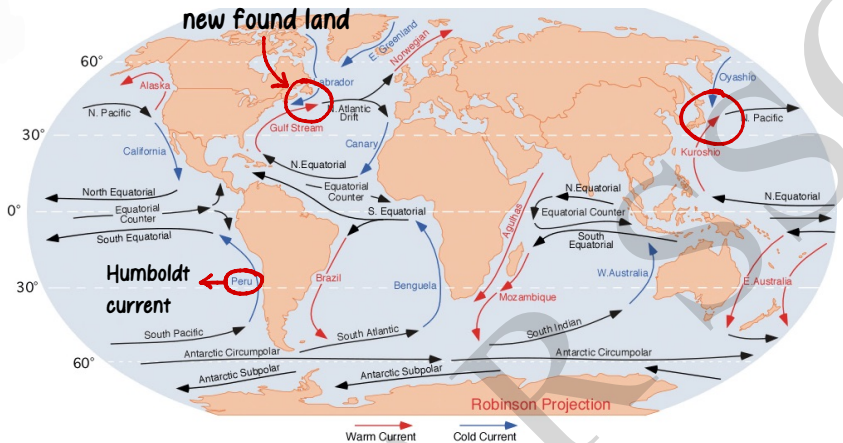 new found land
60°
E. Greenland
Norwegian
Alaska
abrador
Oyashio
N. Pacific
N. Atlantic
Drift
N. Pacific
Gulf Stream
30°
California
Canary
Kuroshio
N.Equatorial
North Equatorial
Equatorial
Counter
N.Equatorial
N.Equatorial
0°
Equatorial
Counter
S. Equatorial
Agulhas
Equatorial Counter
South Equatorial
South
Equatorial
Humboldt
current
Peru
Brazil
Benguela
Mozambique
W.Australia
E.Australia
30°
South Pacific
South Atlantic
South Indian
Antarctic Circumpolar
Antarctic Circumpolar
60°
Antarctic Subpolar
Antarctic Subpolar
Robinson Projection
Warm Current
Cold Current